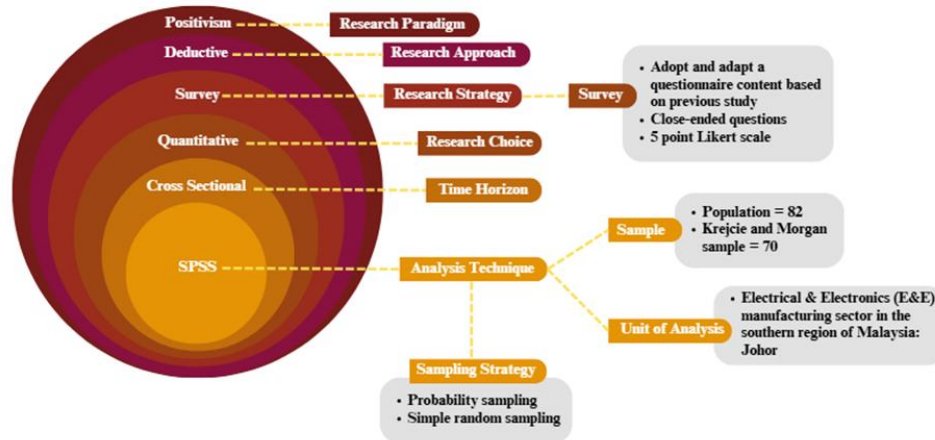 Positivism
Research Paradigm
Deductive
Research Approach
Survey
Research Strategy
Survey
• Adopt and adapt a
questionnaire content based
on previous study
• Close-ended questions
• 5 point Likert scale
Quantitative
Research Choice
Cross Sectional
Time Horizon
Sample
• Population = 82
• Krejcie and Morgan
sample = 70
SPSS
Analysis Technique
Unit of Analysis
• Electrical & Electronics (E&E)
manufacturing sector in the
southern region of Malaysia:
Johor
Sampling Strategy
• Probability sampling
• Simple random sampling